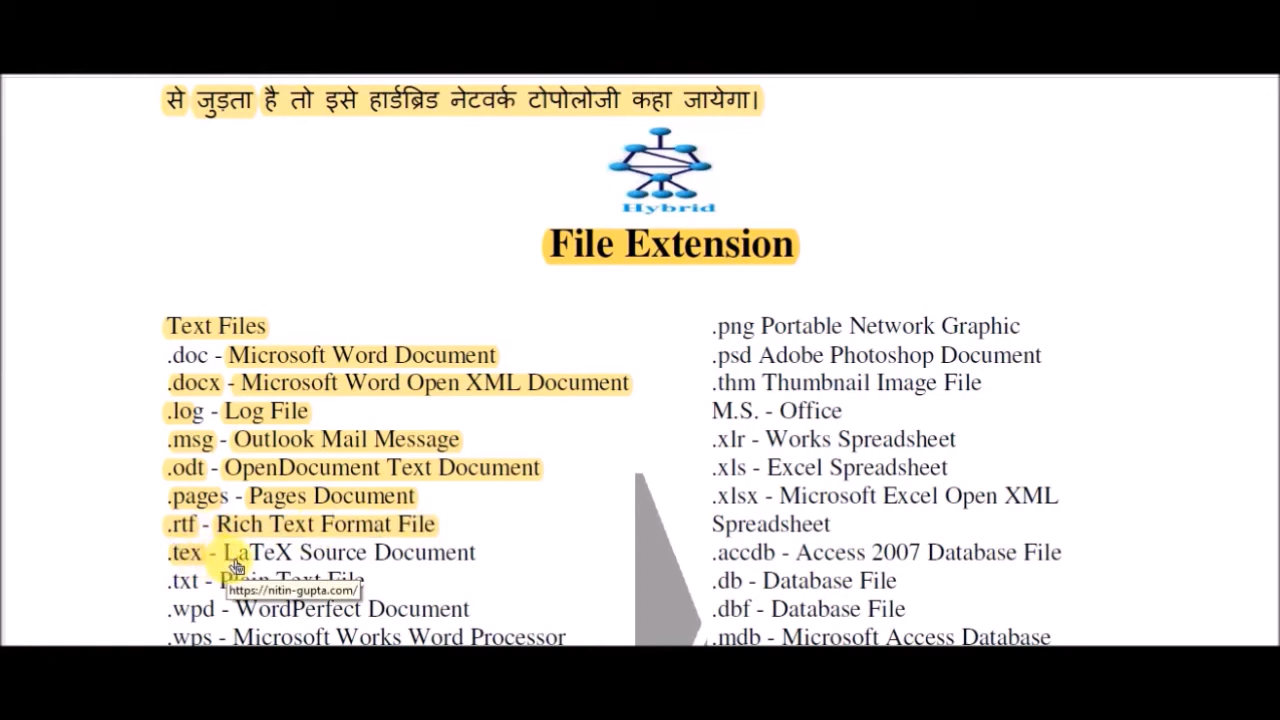 से जुड़ता है तो इसे हार्डब्रिड नेटवर्क टोपोलोजी कहा जायेगा।
Hybrid
File Extension
Text Files
.doc - Microsoft Word Document
.docx - Microsoft Word Open XML Document
.log - Log File
.msg - Outlook Mail Message
.odt - OpenDocument Text Document
.pages - Pages Document
.rtf - Rich Text Format File
.tex - LaTeX Source Document
.txt - Plain Text File
https://nitin-gupta.com/
.wpd - WordPerfect Document
.wps - Microsoft Works Word Processor
.png Portable Network Graphic
.psd Adobe Photoshop Document
.thm Thumbnail Image File
M.S. - Office
.xlr - Works Spreadsheet
.xls - Excel Spreadsheet
.xlsx - Microsoft Excel Open XML
Spreadsheet
.accdb - Access 2007 Database File
.db - Database File
.dbf - Database File
.mdb - Microsoft Access Database